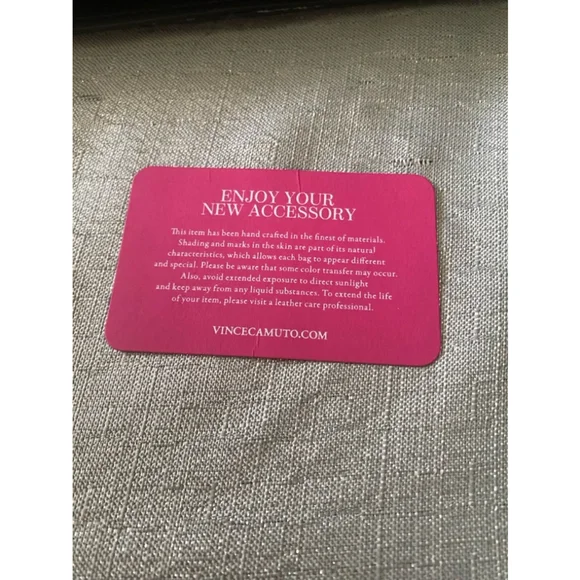 ENJOY YOUR
NEW ACCESSORY
This item has been hand crafted in the finest of materials.
Shading and marks in the skin are part of its natural
characteristics, which allows each bag to appear different
and special. Please be aware that some color transfer may occur.
Also, avoid extended exposure to direct sunlight
and keep away from any liquid substances. To extend the life
of your item, please visit a leather care professional.
VINCECAMUTO.COM